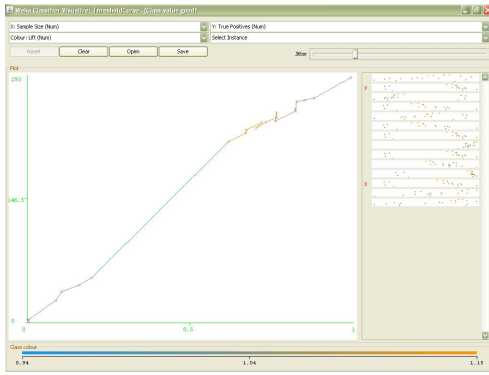 Weka Classifier Visualize: ThresholdCurve. (Class value good)
X: Sample Size (Num)
Y: True Positives (Num)
Colour: Lift (Num)
Select Instance
Reset
Clear
Open
Save
Jitter
Plot
293
146.5
0
0
0.5
1
Y
X
Class colour
0.94
1.06
1.18